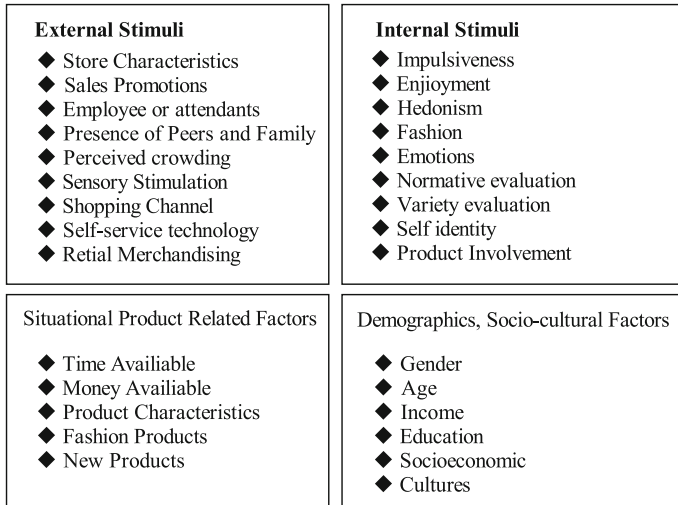 External Stimuli
◆ Store Characteristics
◆ Sales Promotions
◆ Employee or attendants
◆ Presence of Peers and Family
◆ Perceived crowding
◆ Sensory Stimulation
◆ Shopping Channel
◆ Self-service technology
◆ Retial Merchandising
Internal Stimuli
◆ Impulsiveness
◆ Enjioyment
◆ Hedonism
◆ Fashion
◆ Emotions
◆ Normative evaluation
◆ Variety evaluation
◆ Self identity
◆ Product Involvement
Situational Product Related Factors
◆ Time Availiable
◆ Money Availiable
◆ Product Characteristics
◆ Fashion Products
◆ New Products
Demographics, Socio-cultural Factors
◆ Gender
◆ Age
◆ Income
◆ Education
◆ Socioeconomic
◆ Cultures